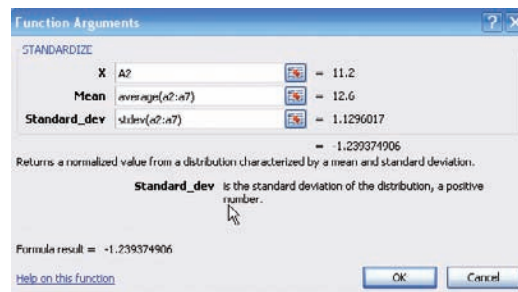 Function Arguments
STANDARDIZE
X A2 = 11.2
Mean average(a2:a7) = 12.6
Standard_dev stdev(a2:a7) = 1.1296017
= -1.239374906
Returns a normalized value from a distribution characterized by a mean and standard deviation.
Standard_dev is the standard deviation of the distribution, a positive
number.
Formula result = -1.239374906
Help on this function OK Cancel